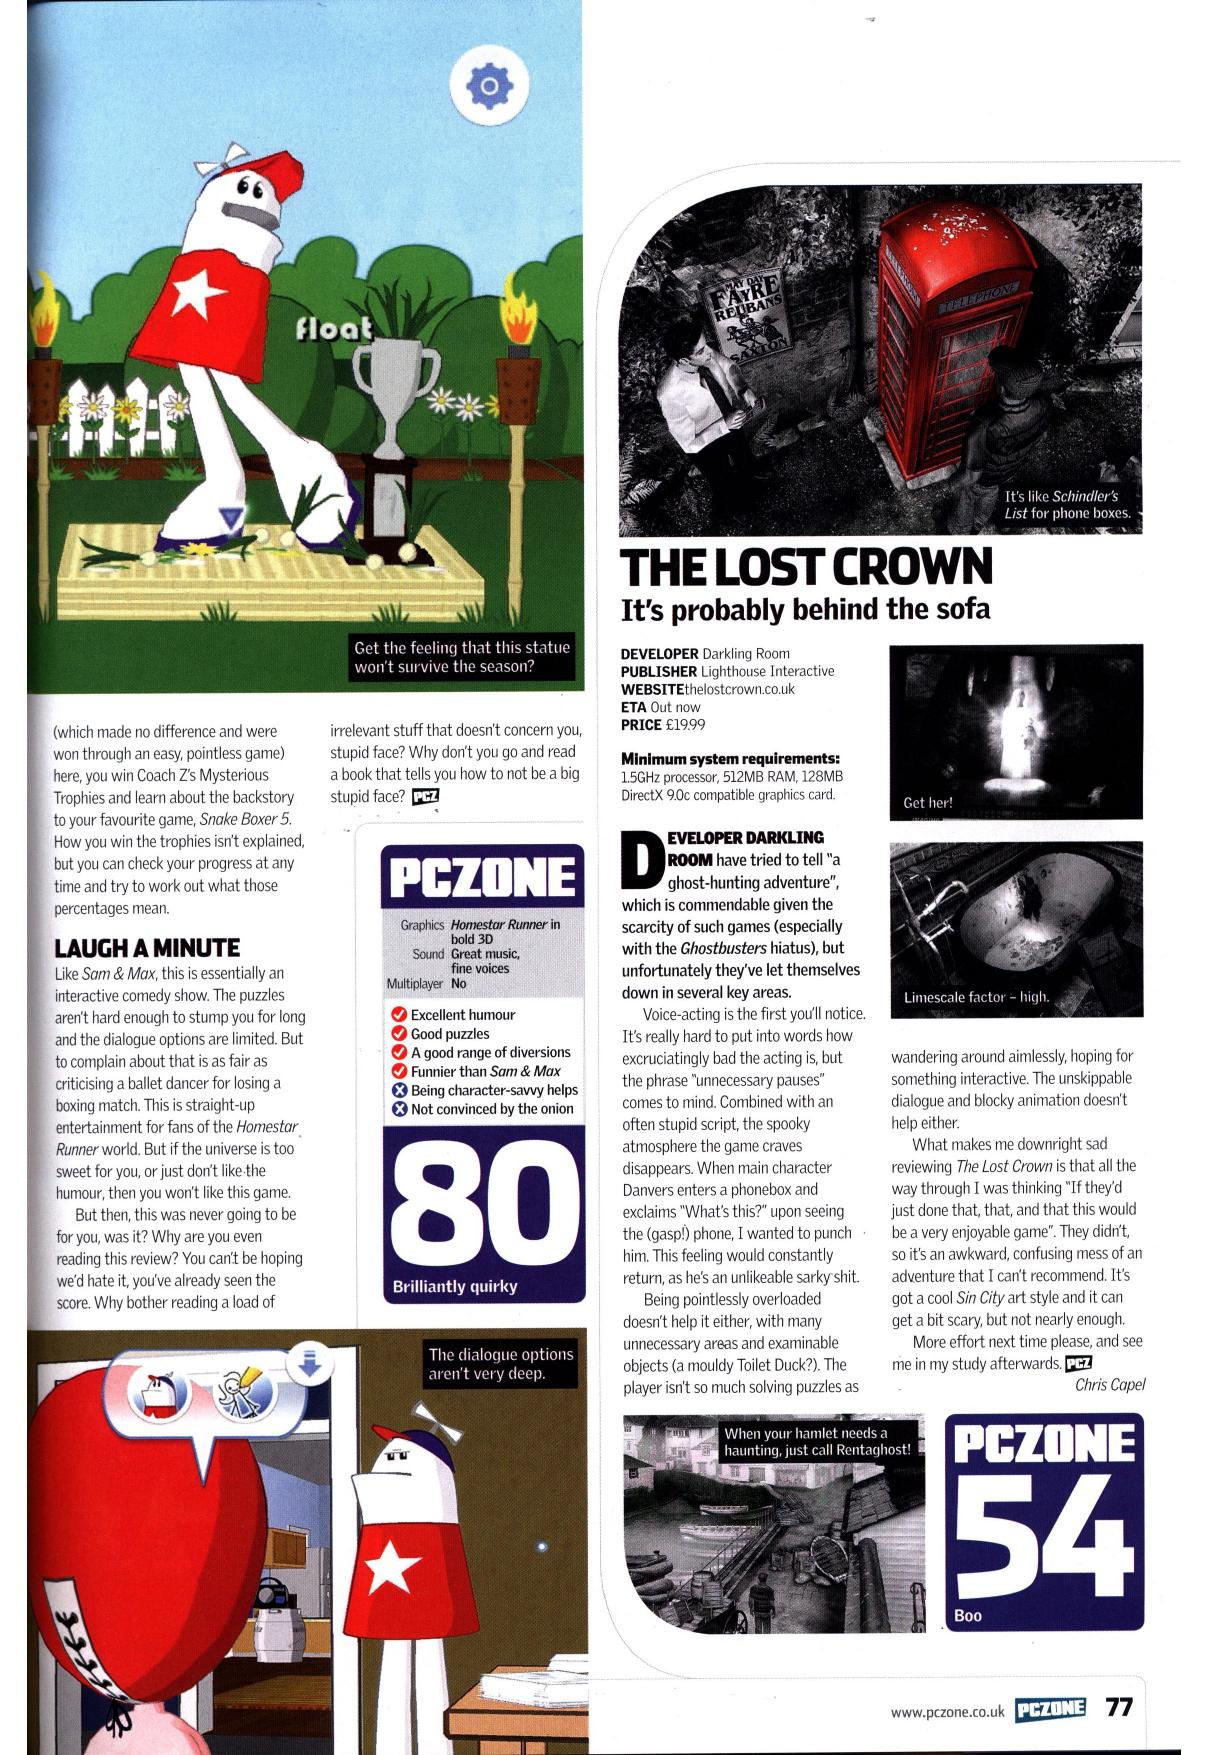 float
Get the feeling that this statue
won't survive the season?
(which made no difference and were
won through an easy, pointless game)
here, you win Coach Z's Mysterious
Trophies and learn about the backstory
to your favourite game, Snake Boxer 5.
How you win the trophies isn't explained,
but you can check your progress at any
time and try to work out what those
percentages mean.
LAUGH A MINUTE
Like Sam & Max, this is essentially an
interactive comedy show. The puzzles
aren't hard enough to stump you for long
and the dialogue options are limited. But
to complain about that is as fair as
criticising a ballet dancer for losing a
boxing match. This is straight-up
entertainment for fans of the Homestar
Runner world. But if the universe is too
sweet for you, or just don't like the
humour, then you won't like this game.
But then, this was never going to be
for you, was it? Why are you even
reading this review? You can't be hoping
we'd hate it, you've already seen the
score. Why bother reading a load of
irrelevant stuff that doesn't concern you,
stupid face? Why don't you go and read
a book that tells you how to not be a big
stupid face? PCZ
PCZONE
Graphics Homestar Runner in
bold 3D
Sound Great music,
fine voices
Multiplayer No
Excellent humour
Good puzzles
A good range of diversions
Funnier than Sam & Max
Being character-savvy helps
Not convinced by the onion
80
Brilliantly quirky
The dialogue options
aren't very deep.
MAY DAY
FAYRE
REDBANS
SAXTON
TELEPHONE
TELEPHONE
It's like Schindler's
List for phone boxes.
THE LOST CROWN
It's probably behind the sofa
DEVELOPER Darkling Room
PUBLISHER Lighthouse Interactive
WEBSITEthelostcrown.co.uk
ETA Out now
PRICE £19.99
Minimum system requirements:
1.5GHz processor, 512MB RAM, 128MB
DirectX 9.0c compatible graphics card.
DEVELOPER DARKLING
ROOM have tried to tell "a
ghost-hunting adventure",
which is commendable given the
scarcity of such games (especially
with the Ghostbusters hiatus), but
unfortunately they've let themselves
down in several key areas.
Voice-acting is the first you'll notice.
It's really hard to put into words how
excruciatingly bad the acting is, but
the phrase "unnecessary pauses"
comes to mind. Combined with an
often stupid script, the spooky
atmosphere the game craves
disappears. When main character
Danvers enters a phonebox and
exclaims "What's this?" upon seeing
the (gasp!) phone, I wanted to punch
him. This feeling would constantly
return, as he's an unlikeable sarky shit.
Being pointlessly overloaded
doesn't help it either, with many
unnecessary areas and examinable
objects (a mouldy Toilet Duck?). The
player isn't so much solving puzzles as
Get her!
Limescale factor – high.
wandering around aimlessly, hoping for
something interactive. The unskippable
dialogue and blocky animation doesn't
help either.
What makes me downright sad
reviewing The Lost Crown is that all the
way through I was thinking "If they'd
just done that, that, and that this would
be a very enjoyable game". They didn't,
so it's an awkward, confusing mess of an
adventure that I can't recommend. It's
got a cool Sin City art style and it can
get a bit scary, but not nearly enough.
More effort next time please, and see
me in my study afterwards. PCZ
Chris Capel
When your hamlet needs a
haunting, just call Rentaghost!
PCZONE
54
Boo
www.pczone.co.uk PCZONE 77